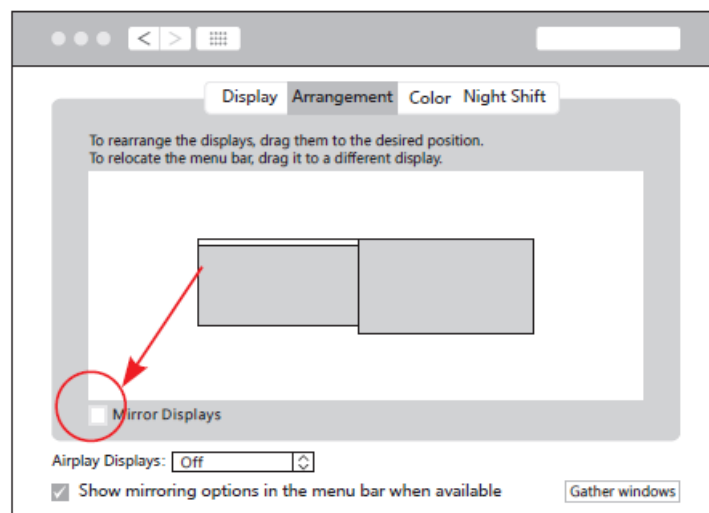 Display Arrangement Color Night Shift
To rearrange the displays, drag them to the desired position.
To relocate the menu bar, drag it to a different display.
Mirror Displays
Airplay Displays: Off
Show mirroring options in the menu bar when available Gather windows